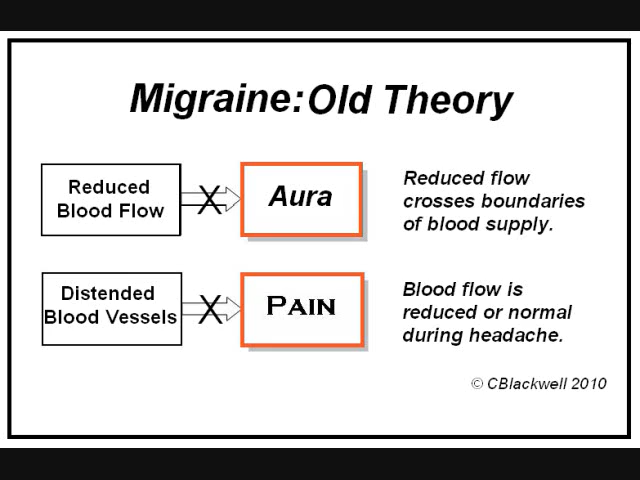 Migraine: Old Theory
Reduced
Blood Flow
X
Aura
Reduced flow
crosses boundaries
of blood supply.
Distended
Blood Vessels
X
PAIN
Blood flow is
reduced or normal
during headache.
© CBlackwell 2010